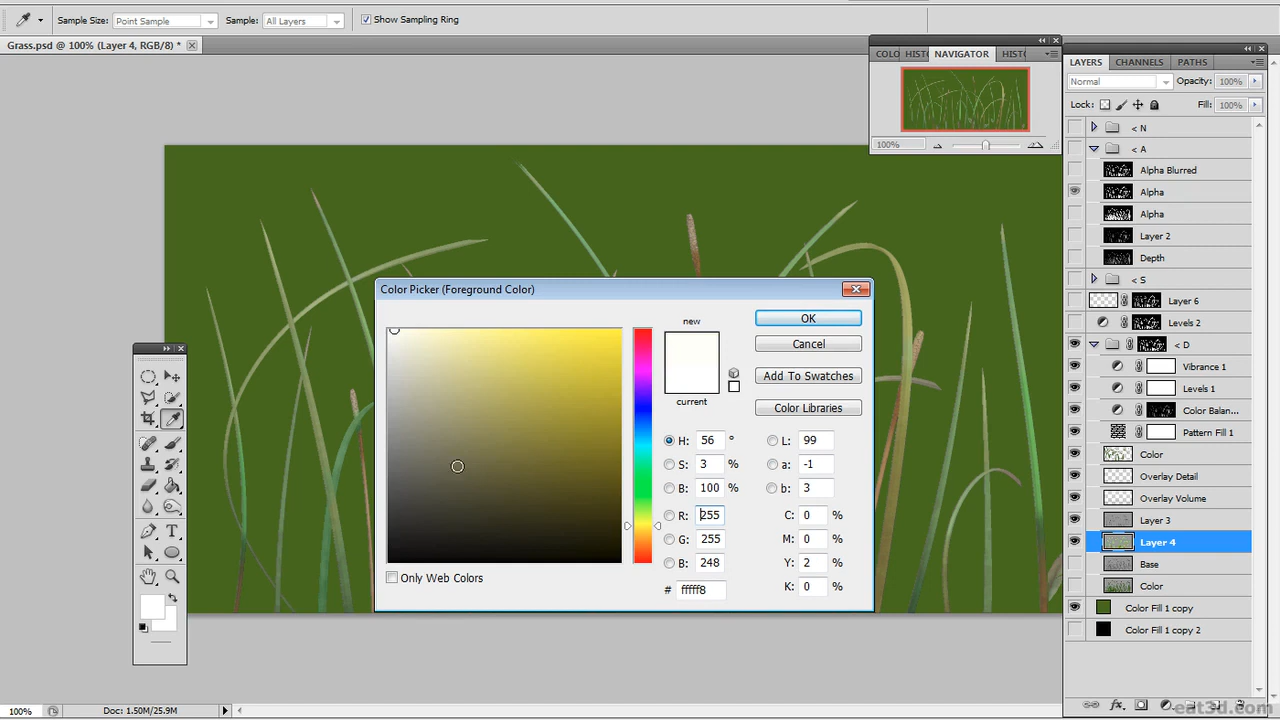 Sample Size: Point Sample Sample: All Layers Show Sampling Ring
Grass.psd @ 100% (Layer 4, RGB/8) *
COLO HIST NAVIGATOR HIST
100%
LAYERS CHANNELS PATHS
Normal Opacity: 100%
Lock: Fill: 100%
< N
< A
Alpha Blurred
Alpha
Alpha
Layer 2
Depth
< S
Layer 6
Levels 2
< D
Vibrance 1
Levels 1
Color Balan...
Pattern Fill 1
Color
Overlay Detail
Overlay Volume
Layer 3
Layer 4
Base
Color
Color Fill 1 copy
Color Fill 1 copy 2
Color Picker (Foreground Color)
new
current
OK
Cancel
Add To Swatches
Color Libraries
H: 56 ° L: 99
S: 3 % a: -1
B: 100 % b: 3
R: 255 C: 0 %
G: 255 M: 0 %
B: 248 Y: 2 %
# fffff8 K: 0 %
Only Web Colors
100% Doc: 1.50M/25.9M
eat3d.com